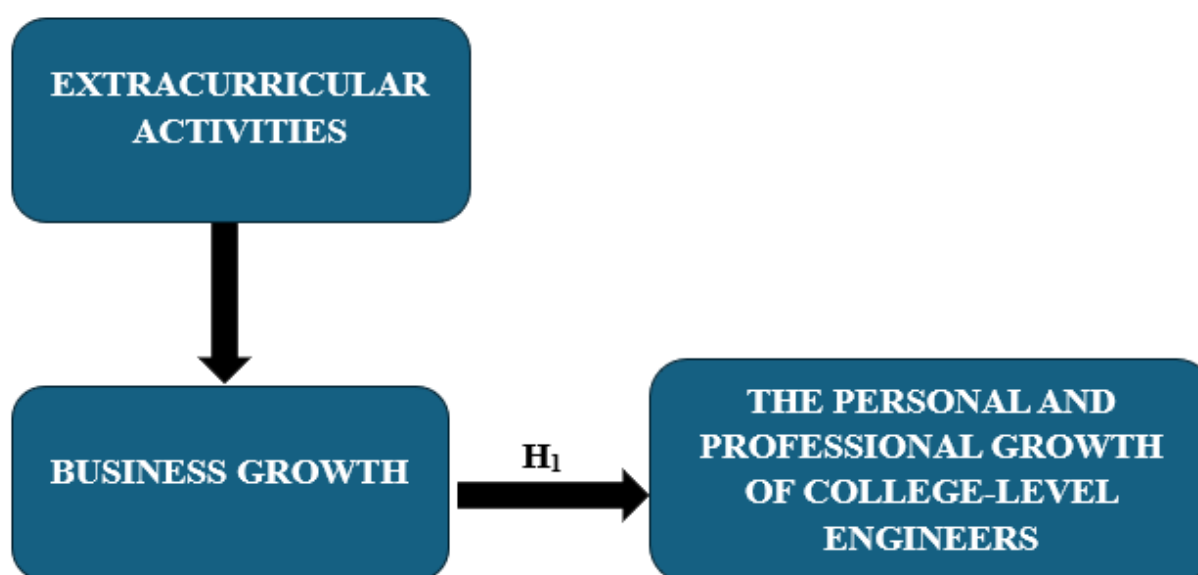 EXTRACURRICULAR
ACTIVITIES
BUSINESS GROWTH
H1
THE PERSONAL AND
PROFESSIONAL GROWTH
OF COLLEGE-LEVEL
ENGINEERS